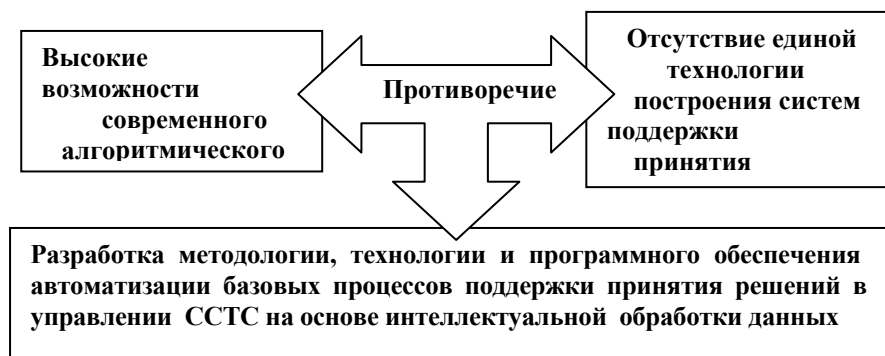 Высокие
возможности
современного
алгоритмического
Противоречие
Отсутствие единой
технологии
построения систем
поддержки
принятия
Разработка методологии, технологии и программного обеспечения
автоматизации базовых процессов поддержки принятия решений в
управлении ССТС на основе интеллектуальной обработки данных